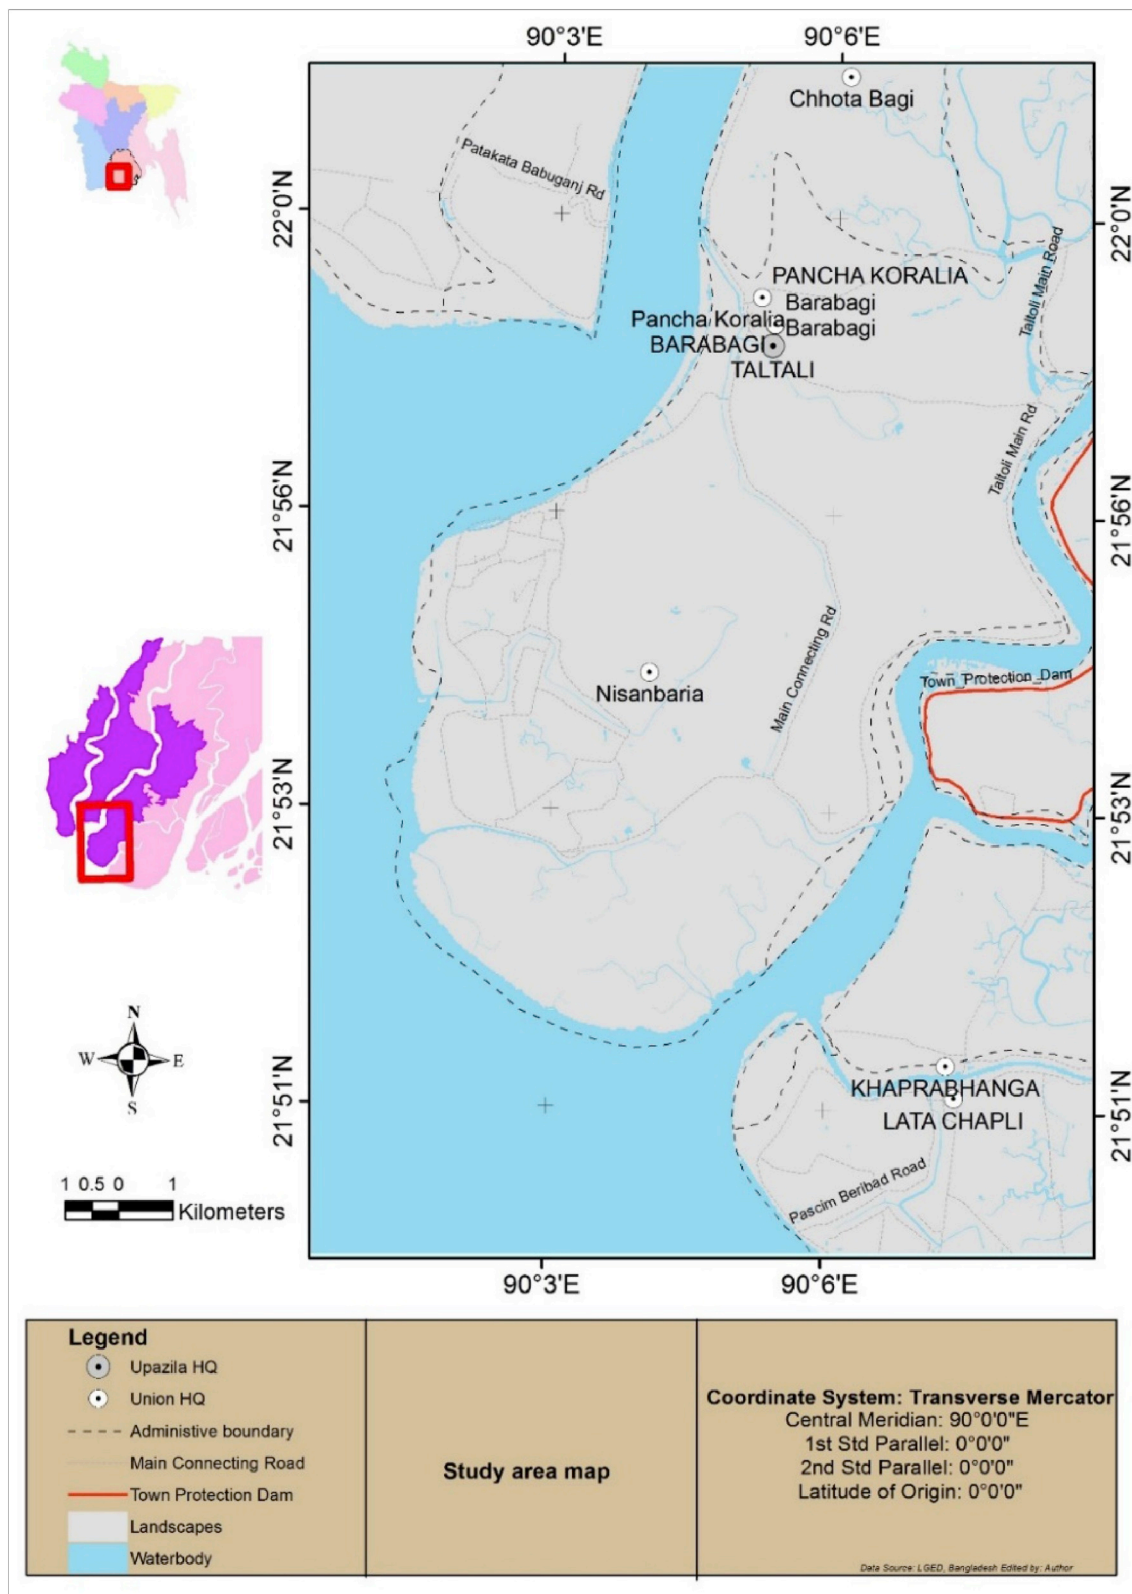 90°3'E
90°6'E
Chhota Bagi
Patakata Babuganj Rd
22°0'N
22°0'N
Taltoli Main Road
PANCHA KORALIA
Barabagi
Pancha Koralia
Barabagi
BARABAGI
TALTALI
Taltoli Main Rd
21°56'N
21°56'N
Main Connecting Rd
Town_Protection_Dam
Nisanbaria
21°53'N
21°53'N
N
W
E
S
KHAPRABHANGA
LATA CHAPLI
21°51'N
21°51'N
Pascim Beribad Road
1 0.5 0 1
Kilometers
90°3'E
90°6'E
Legend
Upazila HQ
Union HQ
Administive boundary
Main Connecting Road
Town Protection Dam
Landscapes
Waterbody
Study area map
Coordinate System: Transverse Mercator
Central Meridian: 90°0'0"E
1st Std Parallel: 0°0'0"
2nd Std Parallel: 0°0'0"
Latitude of Origin: 0°0'0"
Data Source: LGED, Bangladesh Edited by: Author